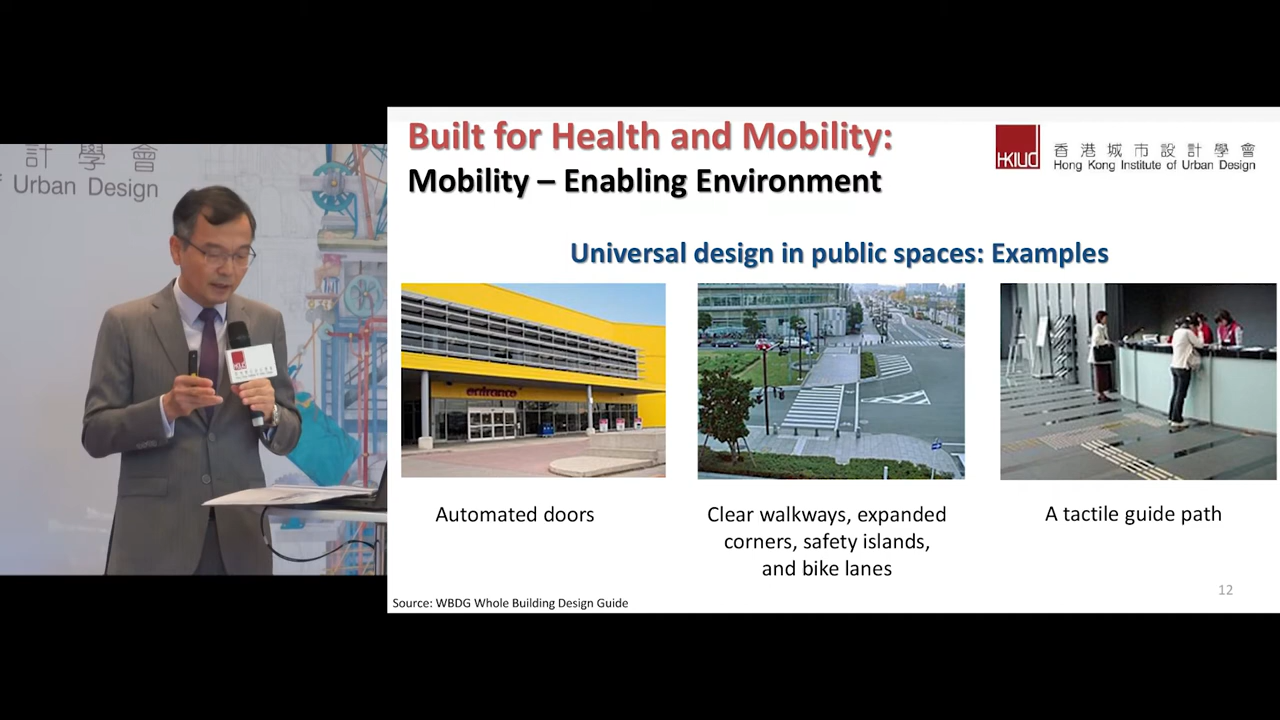 計學會
Urban Design
HKIUD
Built for Health and Mobility:
Mobility – Enabling Environment
HKIUD
香港城市設計學會
Hong Kong Institute of Urban Design
Universal design in public spaces: Examples
entrance
Automated doors
Clear walkways, expanded
corners, safety islands,
and bike lanes
A tactile guide path
12
Source: WBDG Whole Building Design Guide